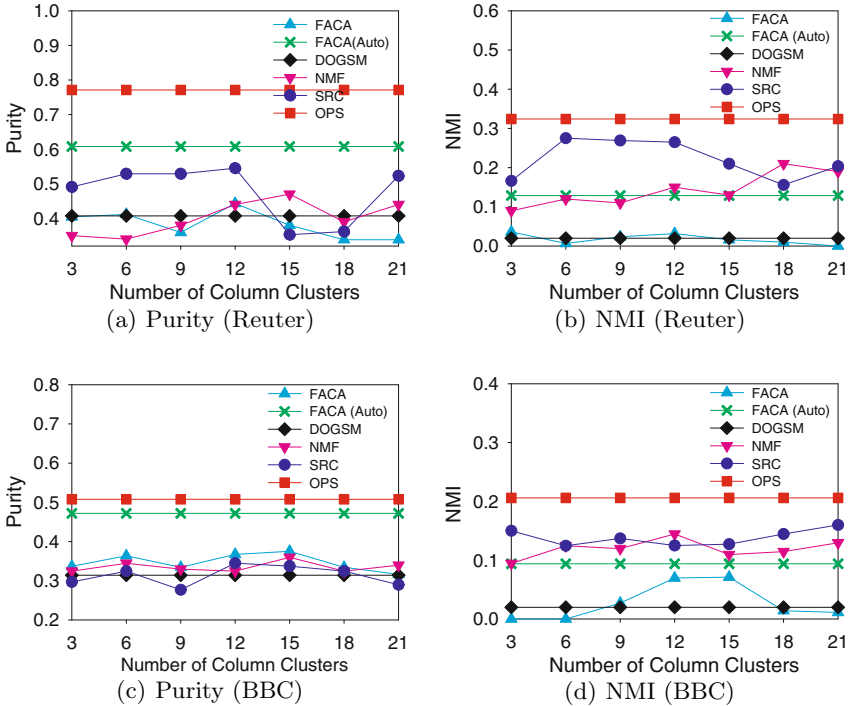 1.0
0.9
0.8
0.7
0.6
0.5
0.4
Purity
FACA
FACA(Auto)
DOGSM
NMF
SRC
OPS
3 6 9 12 15 18 21
Number of Column Clusters
(a) Purity (Reuter)
0.6
0.5
0.4
0.3
0.2
0.1
0.0
NMI
FACA
FACA (Auto)
DOGSM
NMF
SRC
OPS
3 6 9 12 15 18 21
Number of Column Clusters
(b) NMI (Reuter)
0.8
0.7
0.6
0.5
0.4
0.3
0.2
Purity
FACA
FACA (Auto)
DOGSM
NMF
SRC
OPS
3 6 9 12 15 18 21
Number of Column Clusters
(c) Purity (BBC)
0.4
0.3
0.2
0.1
0.0
NMI
FACA
FACA (Auto)
DOGSM
NMF
SRC
OPS
3 6 9 12 15 18 21
Number of Column Clusters
(d) NMI (BBC)